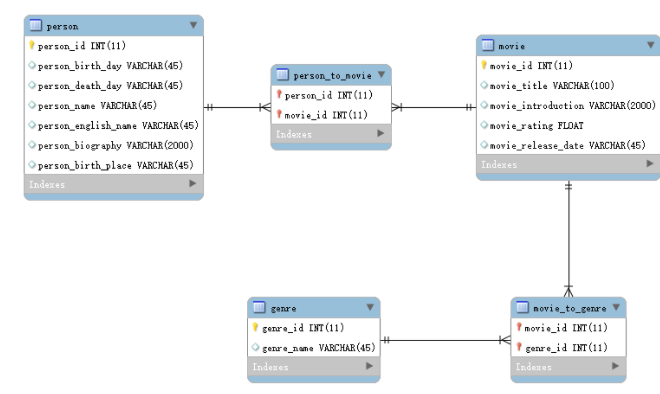 person
person_id INT(11)
person_birth_day VARCHAR(45)
person_death_day VARCHAR(45)
person_name VARCHAR(45)
person_english_name VARCHAR(45)
person_biography VARCHAR(2000)
person_birth_place VARCHAR(45)
Indexes
person_to_movie
person_id INT(11)
movie_id INT(11)
Indexes
movie
movie_id INT(11)
movie_title VARCHAR(100)
movie_introduction VARCHAR(2000)
movie_rating FLOAT
movie_release_date VARCHAR(45)
Indexes
genre
genre_id INT(11)
genre_name VARCHAR(45)
Indexes
movie_to_genre
movie_id INT(11)
genre_id INT(11)
Indexes